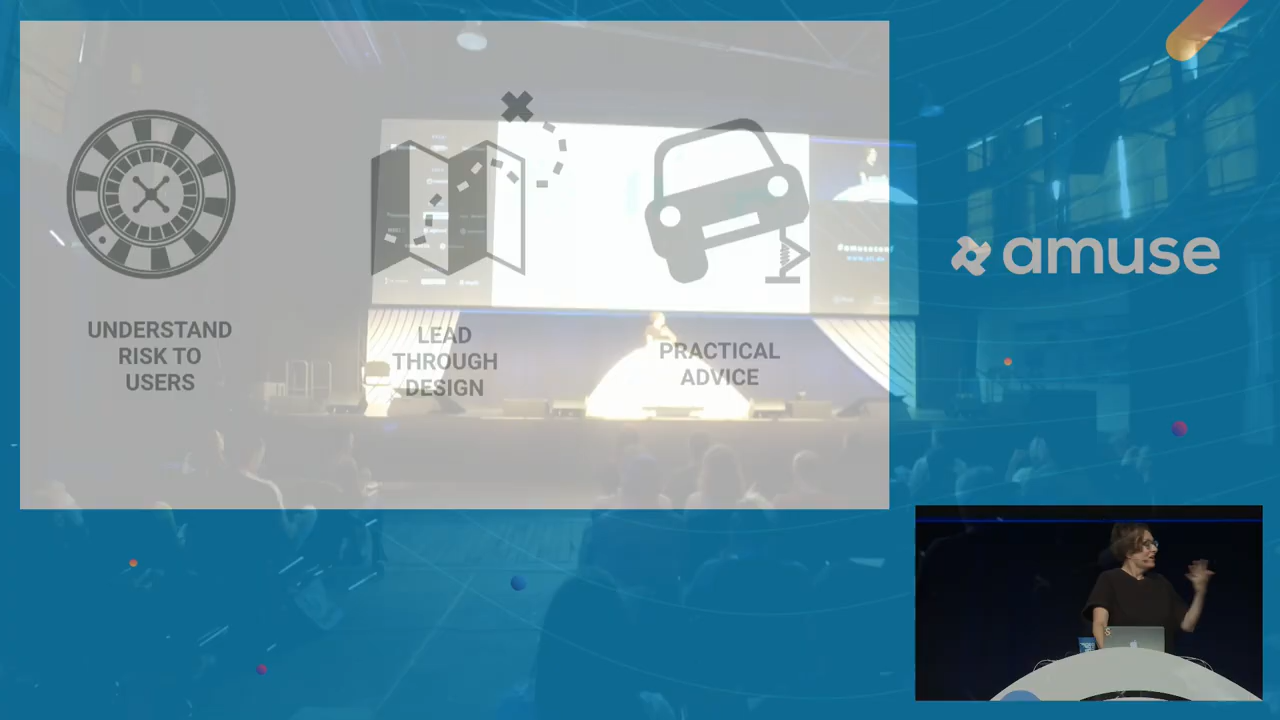 UNDERSTAND
RISK TO
USERS
LEAD
THROUGH
DESIGN
PRACTICAL
ADVICE
amuse